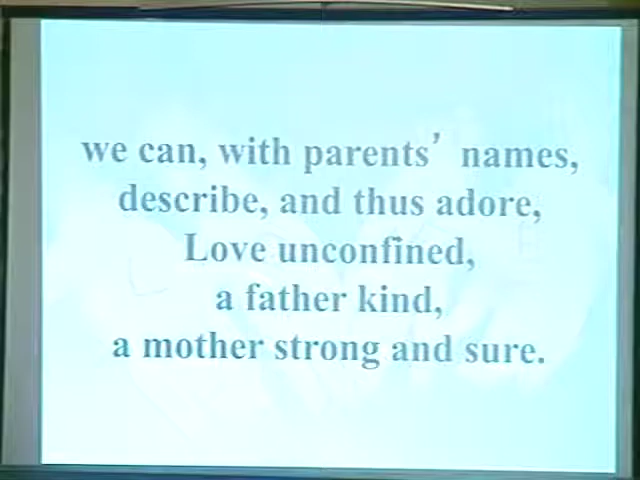 we can, with parents' names,
describe, and thus adore,
Love unconfined,
a father kind,
a mother strong and sure.